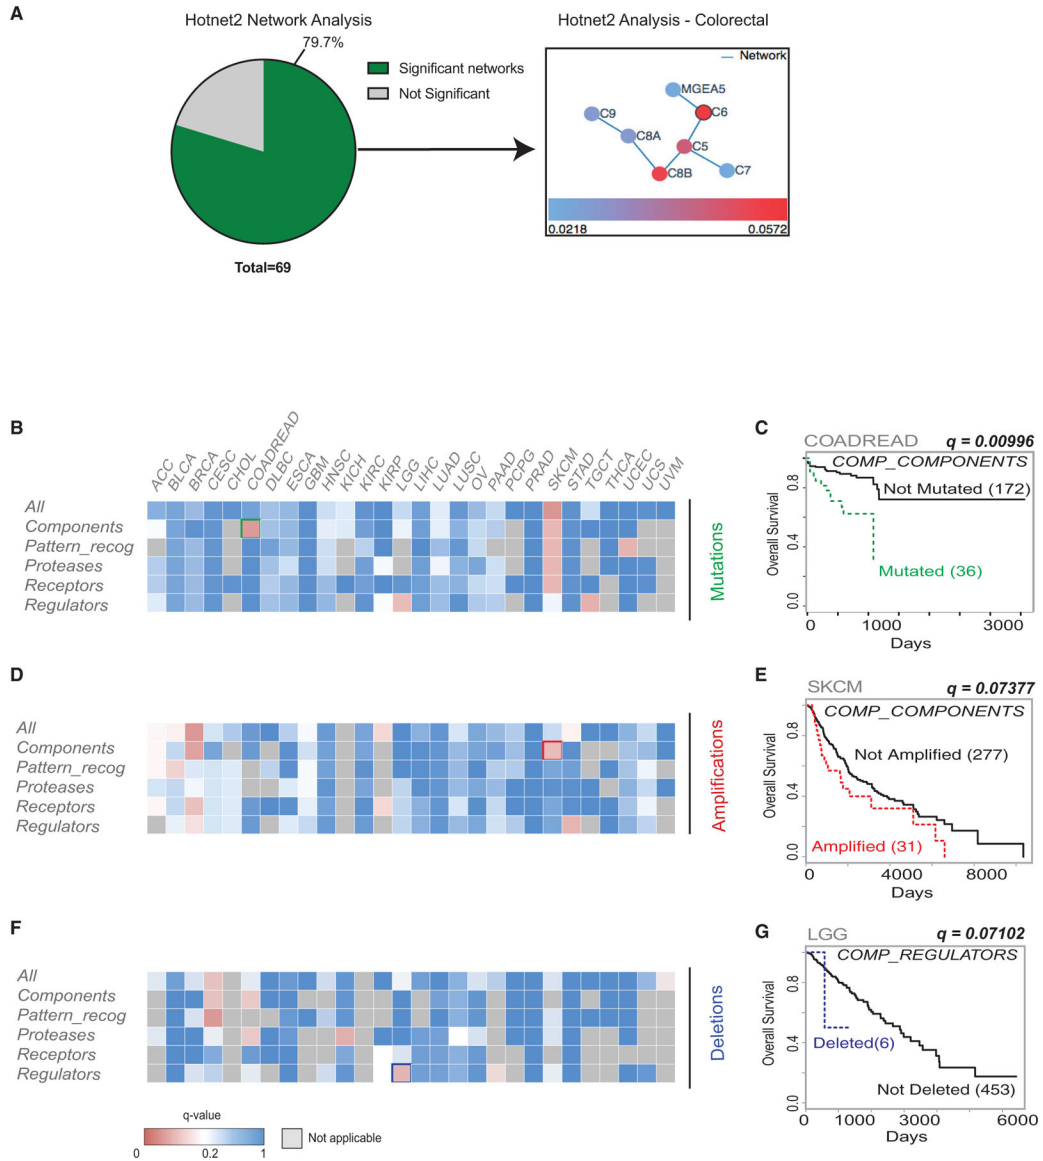 A
Hotnet2 Network Analysis
79.7%
Significant networks
Not Significant
Total=69
Hotnet2 Analysis - Colorectal
Network
MGEA5
C9
C6
C8A
C5
C8B
C7
0.0218
0.0572
B
ACC
BLCA
BRCA
CESC
CHOL
COADREAD
DLBC
ESCA
GBM
HNSC
KICH
KIRC
KIRP
LGG
LIHC
LUAD
LUSC
OV
PAAD
PCPG
PRAD
SKCM
STAD
TGCT
THCA
UCEC
UCS
UVM
All
Components
Pattern_recog
Proteases
Receptors
Regulators
Mutations
C
COADREAD
q = 0.00996
COMP_COMPONENTS
Not Mutated (172)
Mutated (36)
Overall Survival
0.8
0.4
0.0
0
1000
3000
Days
D
All
Components
Pattern_recog
Proteases
Receptors
Regulators
Amplifications
E
SKCM
q = 0.07377
COMP_COMPONENTS
Not Amplified (277)
Amplified (31)
Overall Survival
0.8
0.4
0.0
0
4000
8000
Days
F
All
Components
Pattern_recog
Proteases
Receptors
Regulators
Deletions
G
LGG
q = 0.07102
COMP_REGULATORS
Deleted(6)
Not Deleted (453)
Overall Survival
0.8
0.4
0.0
0
1000
3000
6000
Days
q-value
0
0.2
1
Not applicable